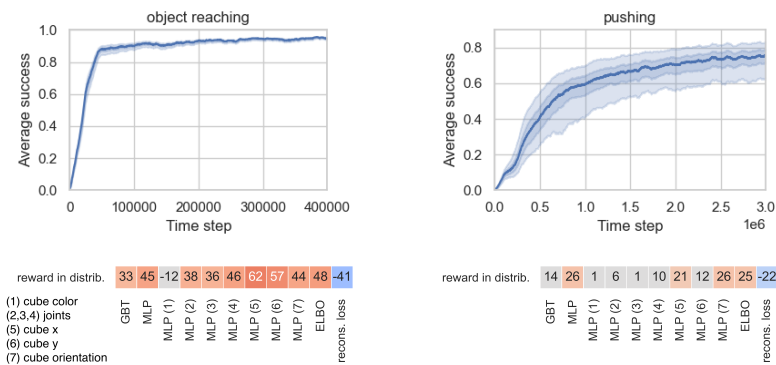 object reaching
Average success
1.0
0.8
0.6
0.4
0.2
0.0
0 100000 200000 300000 400000
Time step
pushing
Average success
0.8
0.6
0.4
0.2
0.0
0.0 0.5 1.0 1.5 2.0 2.5 3.0
1e6
Time step
reward in distrib. 33 45 -12 38 36 46 62 57 44 48 -41
GBT
MLP
MLP (1)
MLP (2)
MLP (3)
MLP (4)
MLP (5)
MLP (6)
MLP (7)
ELBO
recons. loss
(1) cube color
(2,3,4) joints
(5) cube x
(6) cube y
(7) cube orientation
reward in distrib. 14 26 1 6 1 10 21 12 26 25 -22
GBT
MLP
MLP (1)
MLP (2)
MLP (3)
MLP (4)
MLP (5)
MLP (6)
MLP (7)
ELBO
recons. loss